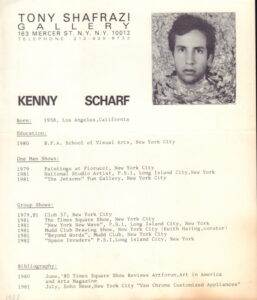 TONY SHAFRAZI
GALLERY
163 MERCER ST. N.Y. N.Y. 10012
TELEPHONE 212-925-8732
KENNY SCHARF
Born: 1958, Los Angeles,California
Education:
1980 B.F.A. School of Visual Arts, New York City
One Man Shows:
1979 Paintings at Fiorucci, New York City
1981 National Studio Artist, P.S.1, Long Island City,New York
1981 "The Jetsons" Fun Gallery, New York City
Group Shows:
1979,81 Club 57, New York City
1981 The Times Square Show, New York City
1981 "New York New Wave", P.S.1, Long Island City, New York
1981 Mudd Club Drawing Show, New York City (Keith Haring,curator)
1981 "Beyond Words", Mudd Club, New York City
1982 "Space Invaders" P.S.1,Long Island City, New York
Bibliography:
1980 June,'80 Times Square Show Reviews Artforum,Art in America
and Arts Magazine
1981 July, Soho News,New York City "Van Chrome Customized Appliances"